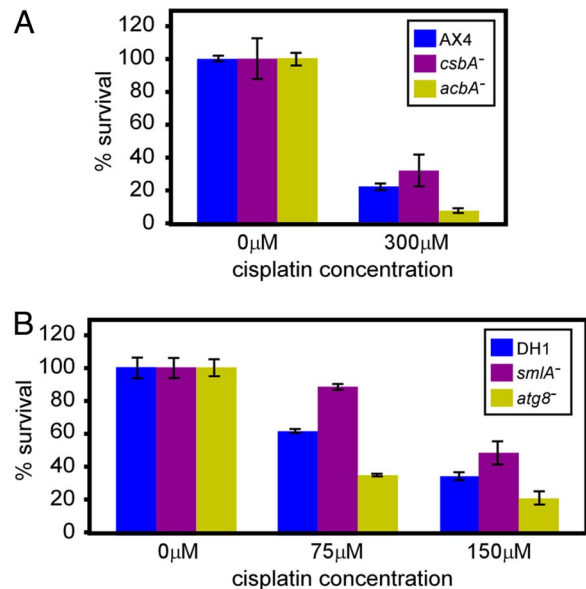 A
120
100
80
60
40
20
0
% survival
AX4
csbA⁻
acbA⁻
0µM 300µM
cisplatin concentration
B
120
100
80
60
40
20
0
% survival
DH1
smlA⁻
atg8⁻
0µM 75µM 150µM
cisplatin concentration